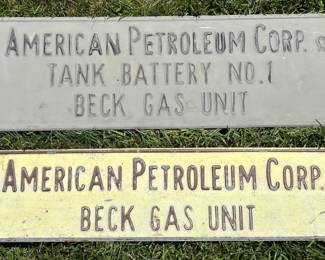 AMERICAN PETROLEUM CORP.
TANK BATTERY NO.1
BECK GAS UNIT
AMERICAN PETROLEUM CORP.
BECK GAS UNIT